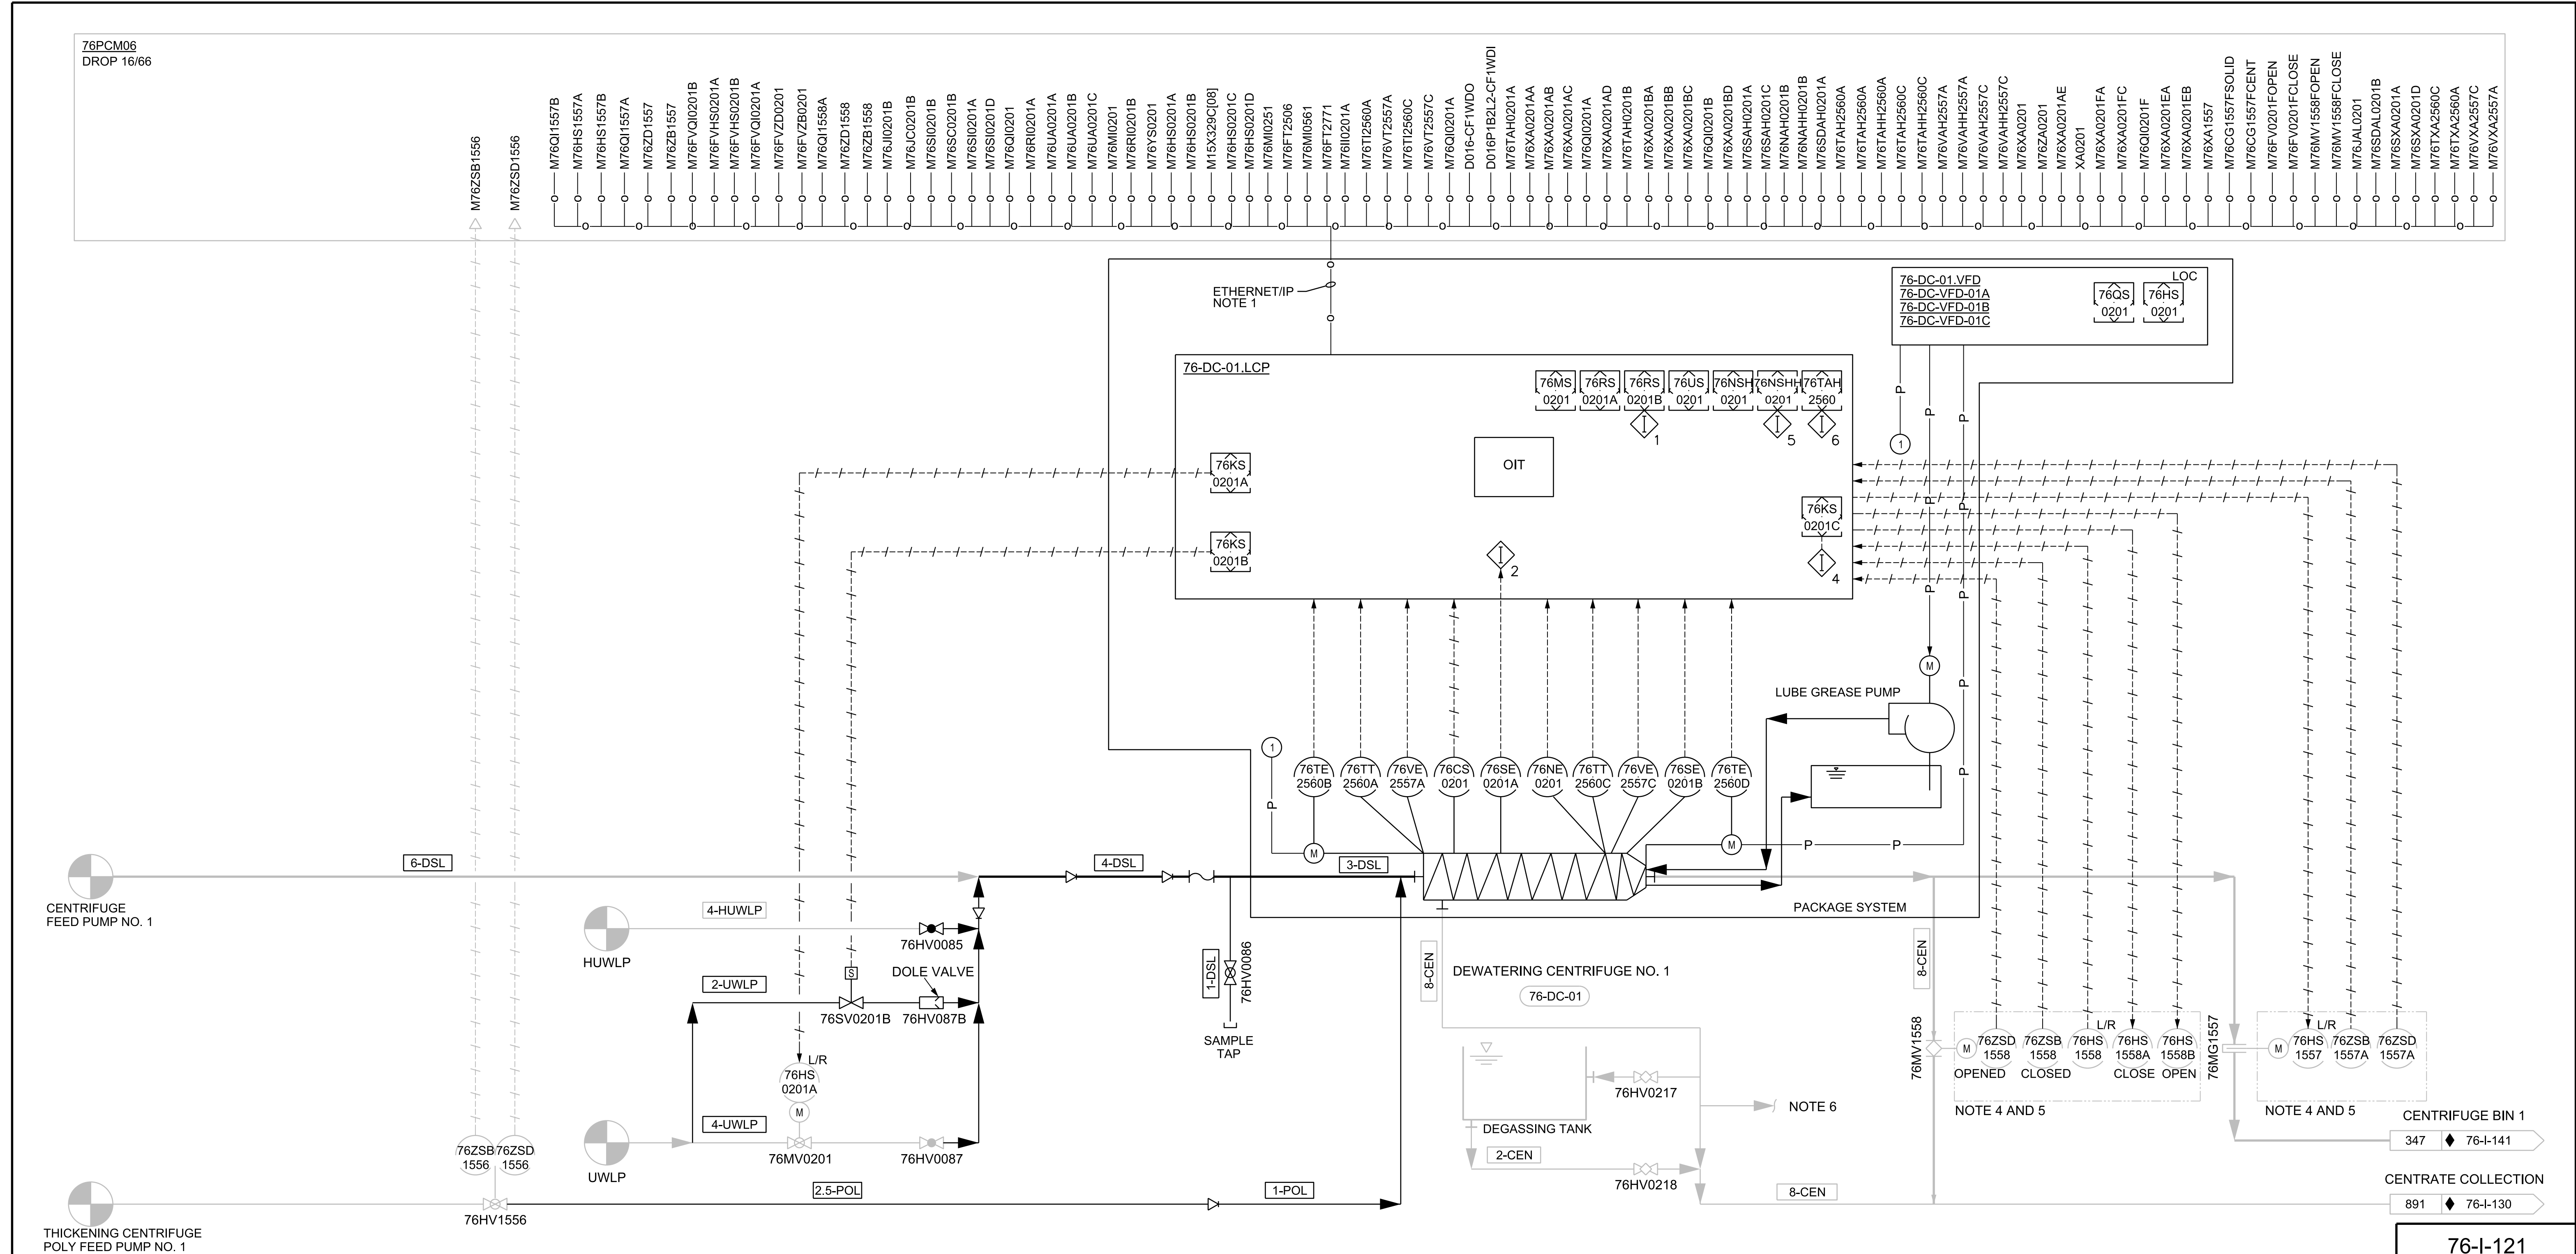 76PCM06
DROP 16/66
M76ZSB1556
M76ZSD1556
M76QI1557B
M76HS1557A
M76HS1557B
M76QI1557A
M76ZD1557
M76ZB1557
M76FVQI0201B
M76FVHS0201A
M76FVHS0201B
M76FVQI0201A
M76FVZD0201
M76FVZB0201
M76QI1558A
M76ZD1558
M76ZB1558
M76JII0201B
M76JC0201B
M76SI0201B
M76SC0201B
M76SI0201A
M76SI0201D
M76QI0201
M76RI0201A
M76UA0201A
M76UA0201B
M76UA0201C
M76MI0201
M76RI0201B
M76YS0201
M76HS0201A
M76HS0201B
M15X329C[08]
M76HS0201C
M76HS0201D
M76MI0251
M76FT2506
M76MI0561
M76FT2771
M76II0201A
M76TI2560A
M76VT2557A
M76TI2560C
M76VT2557C
M76QI0201A
D016-CF1WDO
D016P1B2L2-CF1WDI
M76TAH0201A
M76XA0201AA
M76XA0201AB
M76XA0201AC
M76QI0201A
M76XA0201AD
M76TAH0201B
M76XA0201BA
M76XA0201BB
M76XA0201BC
M76QI0201B
M76XA0201BD
M76SAH0201A
M76SAH0201C
M76NAH0201B
M76NAHH0201B
M76SDAH0201A
M76TAH2560A
M76TAH2560A
M76TAHH2560A
M76TAH2560C
M76TAHH2560C
M76VAH2557A
M76VAHH2557A
M76VAH2557C
M76VAHH2557C
M76XA0201
M76ZA0201
M76XA0201AE
XA0201
M76XA0201FA
M76XA0201FC
M76QI0201F
M76XA0201EA
M76XA0201EB
M76XA1557
M76CG1557FSOLID
M76CG1557FCENT
M76FV0201FOPEN
M76FV0201FCLOSE
M76MV1558FOPEN
M76MV1558FCLOSE
M76JAL0201
M76SDAL0201B
M76SXA0201A
M76SXA0201D
M76TXA2560C
M76TXA2560A
M76VXA2557C
M76VXA2557A
ETHERNET/IP
NOTE 1
76-DC-01.VFD
76-DC-VFD-01A
76-DC-VFD-01B
76-DC-VFD-01C
LOC
76QS
0201
76HS
0201
76-DC-01.LCP
76MS
0201
76RS
0201A
76RS
0201B
76US
0201
76NSH
0201
76NSHH
0201
76TAH
2560
I 1
I 5
I 6
OIT
76KS
0201A
76KS
0201B
76KS
0201C
I 2
I 4
P
P
P
1
P
P
P
P
M
P
P
LUBE GREASE PUMP
1
P
76TE
2560B
76TT
2560A
76VE
2557A
76CS
0201
76SE
0201A
76NE
0201
76TT
2560C
76VE
2557C
76SE
0201B
76TE
2560D
M
M
P
P
PACKAGE SYSTEM
6-DSL
4-DSL
3-DSL
CENTRIFUGE
FEED PUMP NO. 1
4-HUWLP
76HV0085
HUWLP
2-UWLP
S
DOLE VALVE
76SV0201B
76HV087B
1-DSL
76HV0086
SAMPLE
TAP
L/R
76HS
0201A
M
4-UWLP
76MV0201
76HV0087
UWLP
76ZSB
1556
76ZSD
1556
76HV1556
2.5-POL
1-POL
THICKENING CENTRIFUGE
POLY FEED PUMP NO. 1
8-CEN
DEWATERING CENTRIFUGE NO. 1
76-DC-01
76HV0217
NOTE 6
DEGASSING TANK
2-CEN
76HV0218
8-CEN
8-CEN
76MV1558
M
76ZSD
1558
OPENED
76ZSB
1558
CLOSED
L/R
76HS
1558
76HS
1558A
CLOSE
76HS
1558B
OPEN
NOTE 4 AND 5
76MG1557
M
L/R
76HS
1557
76ZSB
1557A
76ZSD
1557A
NOTE 4 AND 5
CENTRIFUGE BIN 1
347 76-I-141
CENTRATE COLLECTION
891 76-I-130
76-I-121